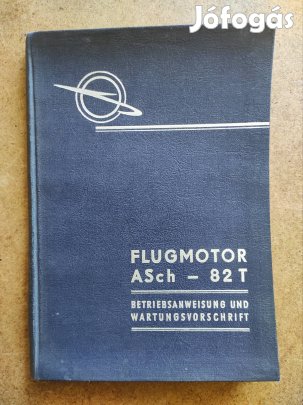 Jófogás
FLUGMOTOR
ASch - 82 T
BETRIEBSANWEISUNG UND
WARTUNGSVORSCHRIFT